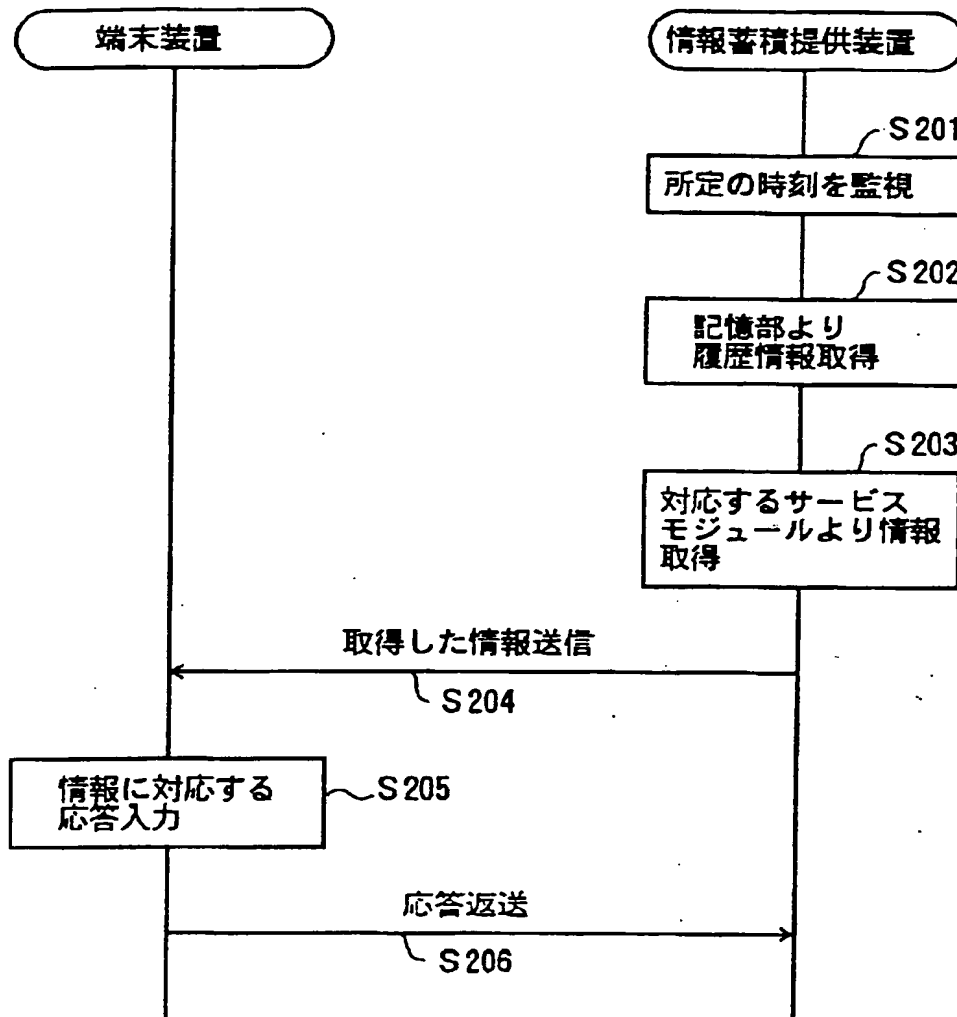 端末装置
情報蓄積提供装置
S201
所定の時刻を監視
S202
記憶部より
履歴情報取得
S203
対応するサービス
モジュールより情報
取得
取得した情報送信
S204
情報に対応する
応答入力
S205
応答返送
S206